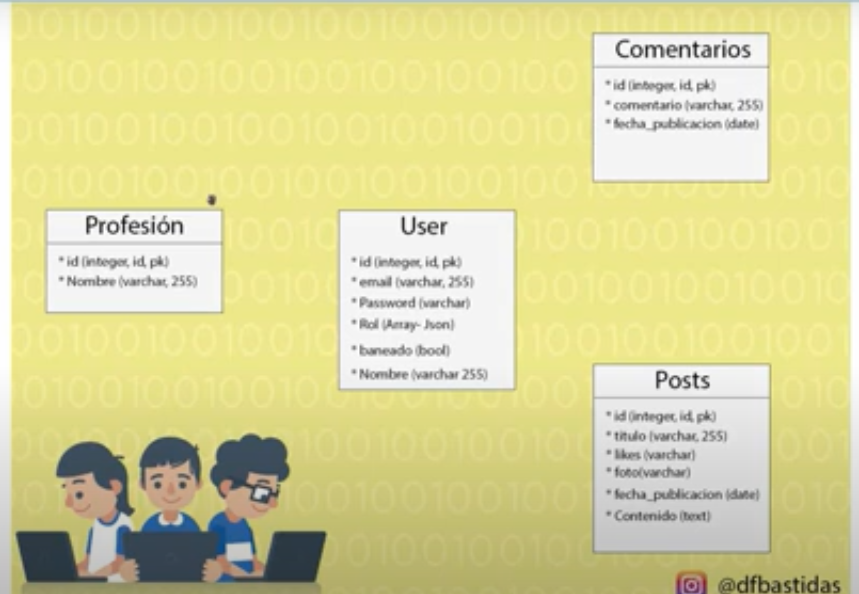 Comentarios
* id (integer, id, pk)
* comentario (varchar, 255)
* fecha_publicacion (date)
Profesión
* id (integer, id, pk)
* Nombre (varchar, 255)
User
* id (integer, id, pk)
* email (varchar, 255)
* Password (varchar)
* Rol (Array- Json)
* baneado (bool)
* Nombre (varchar 255)
Posts
* id (integer, id, pk)
* titulo (varchar, 255)
* likes (varchar)
* foto(varchar)
* fecha_publicacion (date)
* Contenido (text)
@dfbastidas